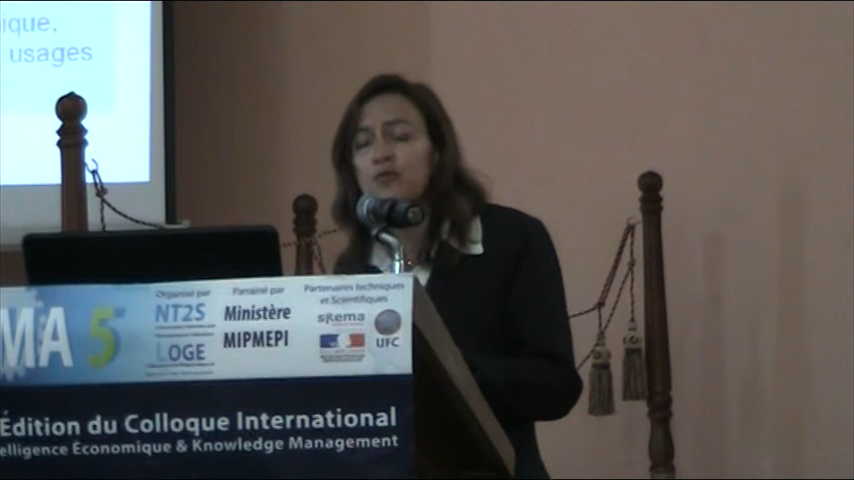 ique,
usages
MA 5
Organisé par
NT2S
LOGE
Parrainé par
Ministère
MIPMEPI
Partenaires techniques
et Scientifiques
skema
UFC
Édition du Colloque International
elligence Économique & Knowledge Management